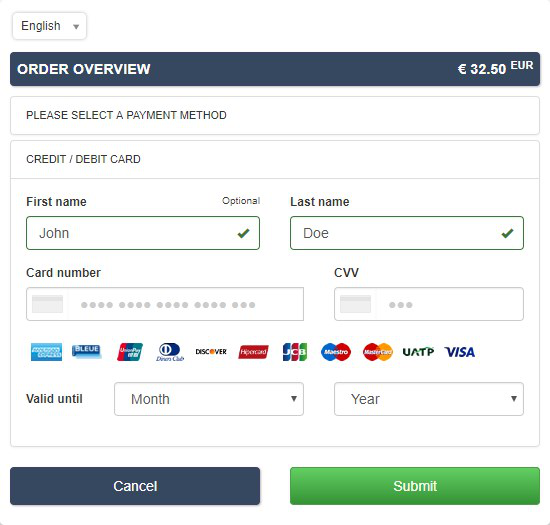 English
ORDER OVERVIEW € 32.50 EUR
PLEASE SELECT A PAYMENT METHOD
CREDIT / DEBIT CARD
First name Optional Last name
John Doe
Card number CVV
AMERICAN EXPRESS BLEUE UnionPay Diners Club DISCOVER Hipercard JCB Maestro MasterCard UATP VISA
Valid until Month Year
Cancel Submit